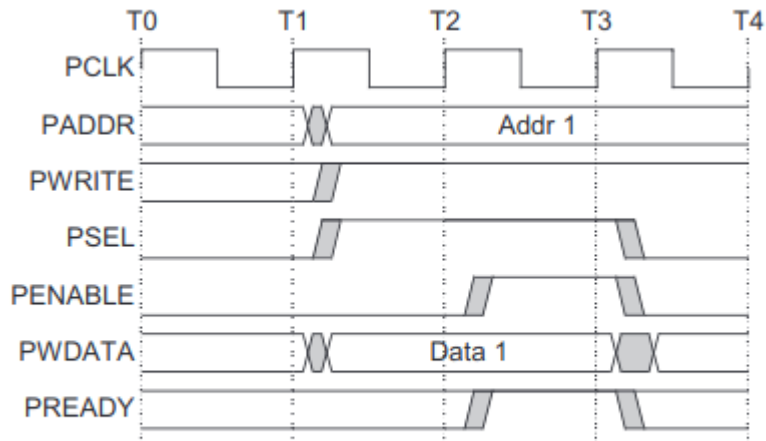 T0 T1 T2 T3 T4
PCLK
PADDR Addr 1
PWRITE
PSEL
PENABLE
PWDATA Data 1
PREADY